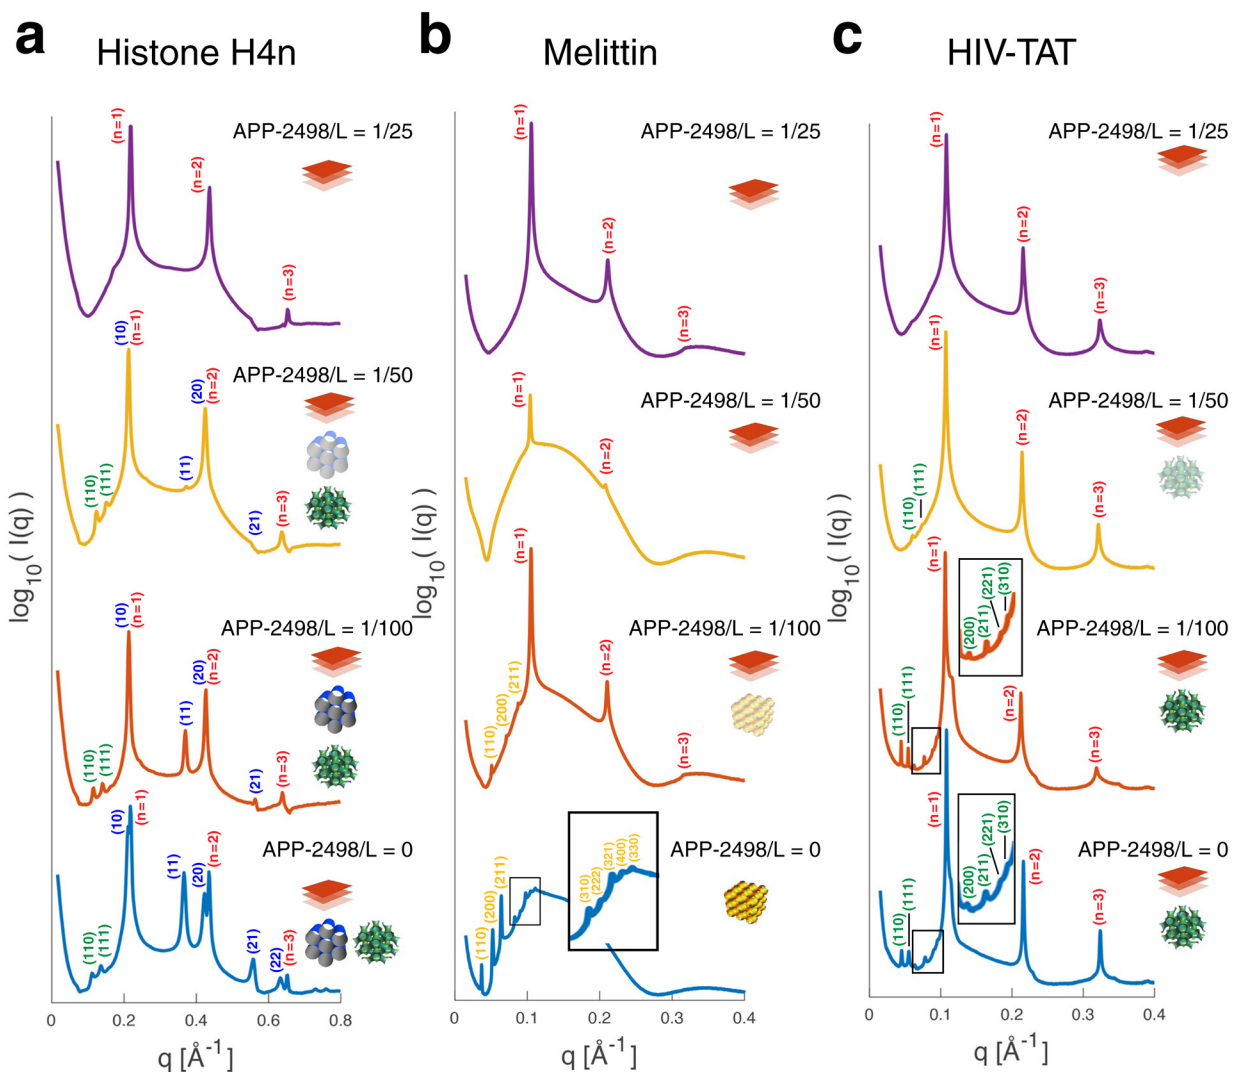 a
Histone H4n
log10( I(q) )
APP-2498/L = 1/25
(n=1)
(n=2)
(n=3)
APP-2498/L = 1/50
(110)
(111)
(10)
(n=1)
(11)
(20)
(n=2)
(21)
(n=3)
APP-2498/L = 1/100
(110)
(111)
(10)
(n=1)
(11)
(20)
(n=2)
(21)
(n=3)
APP-2498/L = 0
(110)
(111)
(10)
(n=1)
(11)
(20)
(n=2)
(21)
(22)
(n=3)
0 0.2 0.4 0.6 0.8
q [Å-1]
b
Melittin
log10( I(q) )
APP-2498/L = 1/25
(n=1)
(n=2)
(n=3)
APP-2498/L = 1/50
(n=1)
(n=2)
APP-2498/L = 1/100
(110)
(200)
(211)
(n=1)
(n=2)
(n=3)
APP-2498/L = 0
(110)
(200)
(211)
(310)
(222)
(321)
(400)
(330)
0 0.1 0.2 0.3 0.4
q [Å-1]
c
HIV-TAT
log10( I(q) )
APP-2498/L = 1/25
(n=1)
(n=2)
(n=3)
APP-2498/L = 1/50
(110)
(111)
(n=1)
(n=2)
(n=3)
APP-2498/L = 1/100
(110)
(111)
(n=1)
(200)
(211)
(221)
(310)
(n=2)
(n=3)
APP-2498/L = 0
(110)
(111)
(n=1)
(200)
(211)
(221)
(310)
(n=2)
(n=3)
0 0.1 0.2 0.3 0.4
q [Å-1]